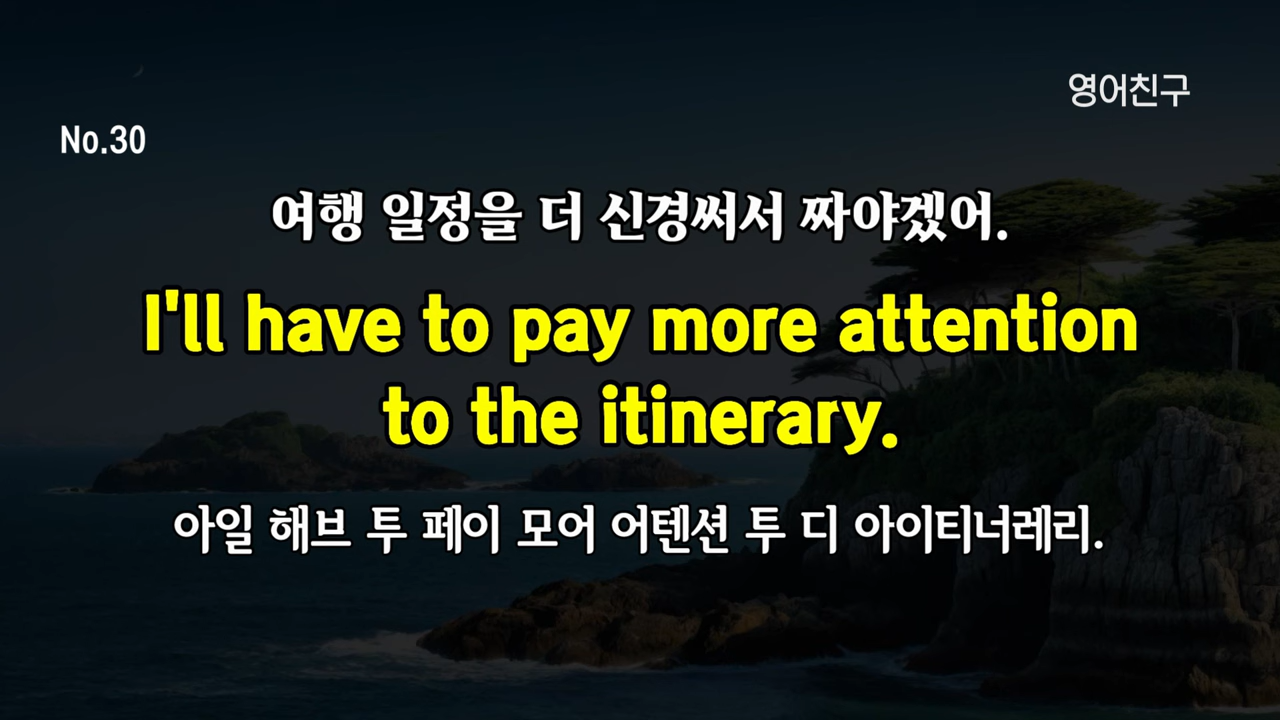 영어친구
No.30
여행 일정을 더 신경써서 짜야겠어.
I'll have to pay more attention
to the itinerary.
아일 해브 투 페이 모어 어텐션 투 디 아이티너레리.